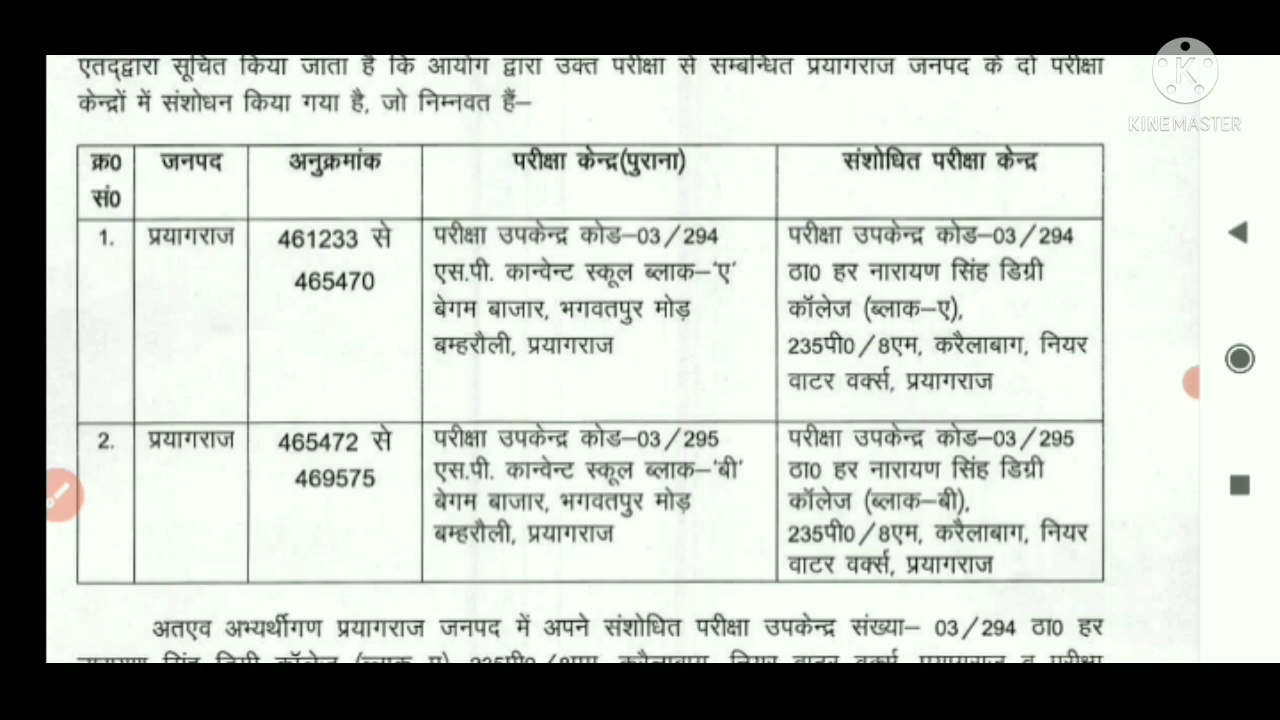 एतद्द्वारा सूचित किया जाता है कि आयोग द्वारा उक्त परीक्षा से सम्बन्धित प्रयागराज जनपद के दो परीक्षा
केन्द्रों में संशोधन किया गया है, जो निम्नवत हैं–
क्र0 सं0 जनपद अनुक्रमांक परीक्षा केन्द्र(पुराना) संशोधित परीक्षा केन्द्र
1. प्रयागराज 461233 से
465470
परीक्षा उपकेन्द्र कोड–03/294
एस.पी. कान्वेन्ट स्कूल ब्लाक–'ए'
बेगम बाजार, भगवतपुर मोड़
बम्हरौली, प्रयागराज
परीक्षा उपकेन्द्र कोड–03/294
ठा0 हर नारायण सिंह डिग्री
कॉलेज (ब्लाक–ए),
235पी0/8एम, करैलाबाग, नियर
वाटर वर्क्स, प्रयागराज
2. प्रयागराज 465472 से
469575
परीक्षा उपकेन्द्र कोड–03/295
एस.पी. कान्वेन्ट स्कूल ब्लाक–'बी'
बेगम बाजार, भगवतपुर मोड़
बम्हरौली, प्रयागराज
परीक्षा उपकेन्द्र कोड–03/295
ठा0 हर नारायण सिंह डिग्री
कॉलेज (ब्लाक–बी),
235पी0/8एम, करैलाबाग, नियर
वाटर वर्क्स, प्रयागराज
अतएव अभ्यर्थीगण प्रयागराज जनपद में अपने संशोधित परीक्षा उपकेन्द्र संख्या– 03/294 ठा0 हर
K
KINEMASTER